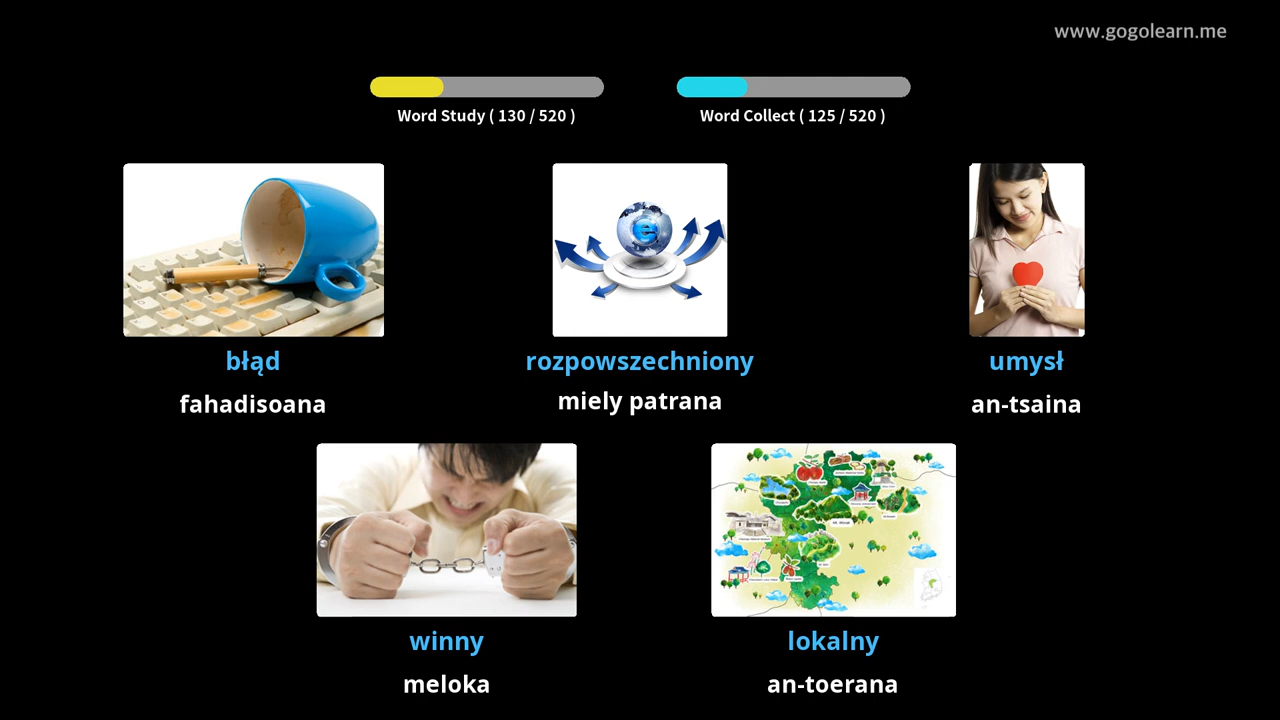 www.gogolearn.me
Word Study ( 130 / 520 )
Word Collect ( 125 / 520 )
błąd
rozpowszechniony
umysł
fahadisoana
miely patrana
an-tsaina
winny
lokalny
meloka
an-toerana